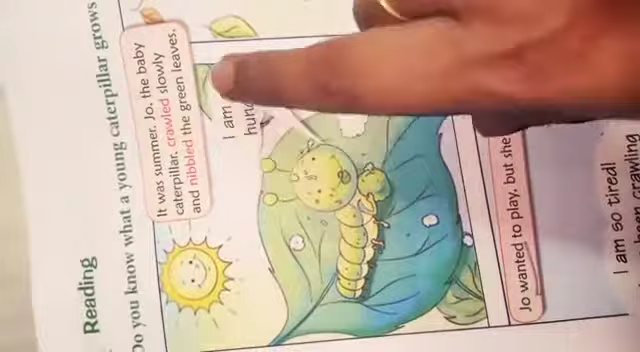 Reading
Do you know what a young caterpillar grows
It was summer. Jo, the baby
caterpillar, crawled slowly
and nibbled the green leaves.
I am
Jo wanted to play, but she
I am so tired!
crawling